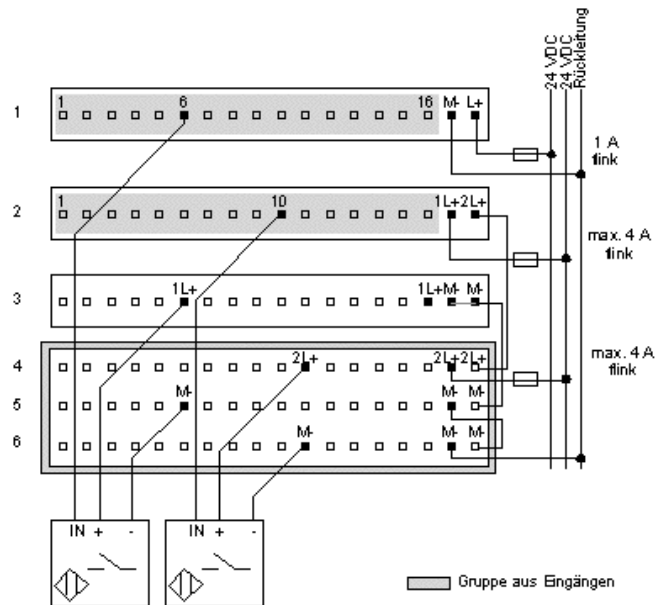 24 VDC
24 VDC
Rückleitung
1 6 16 M- L+
1
1 A
flink
1 10 1L+ 2L+
2
max. 4 A
flink
1L+ 1L+ M- M-
3
2L+ 2L+ 2L+
4
max. 4 A
flink
M- M- M-
5
M- M- M-
6
IN + - IN + -
Gruppe aus Eingängen